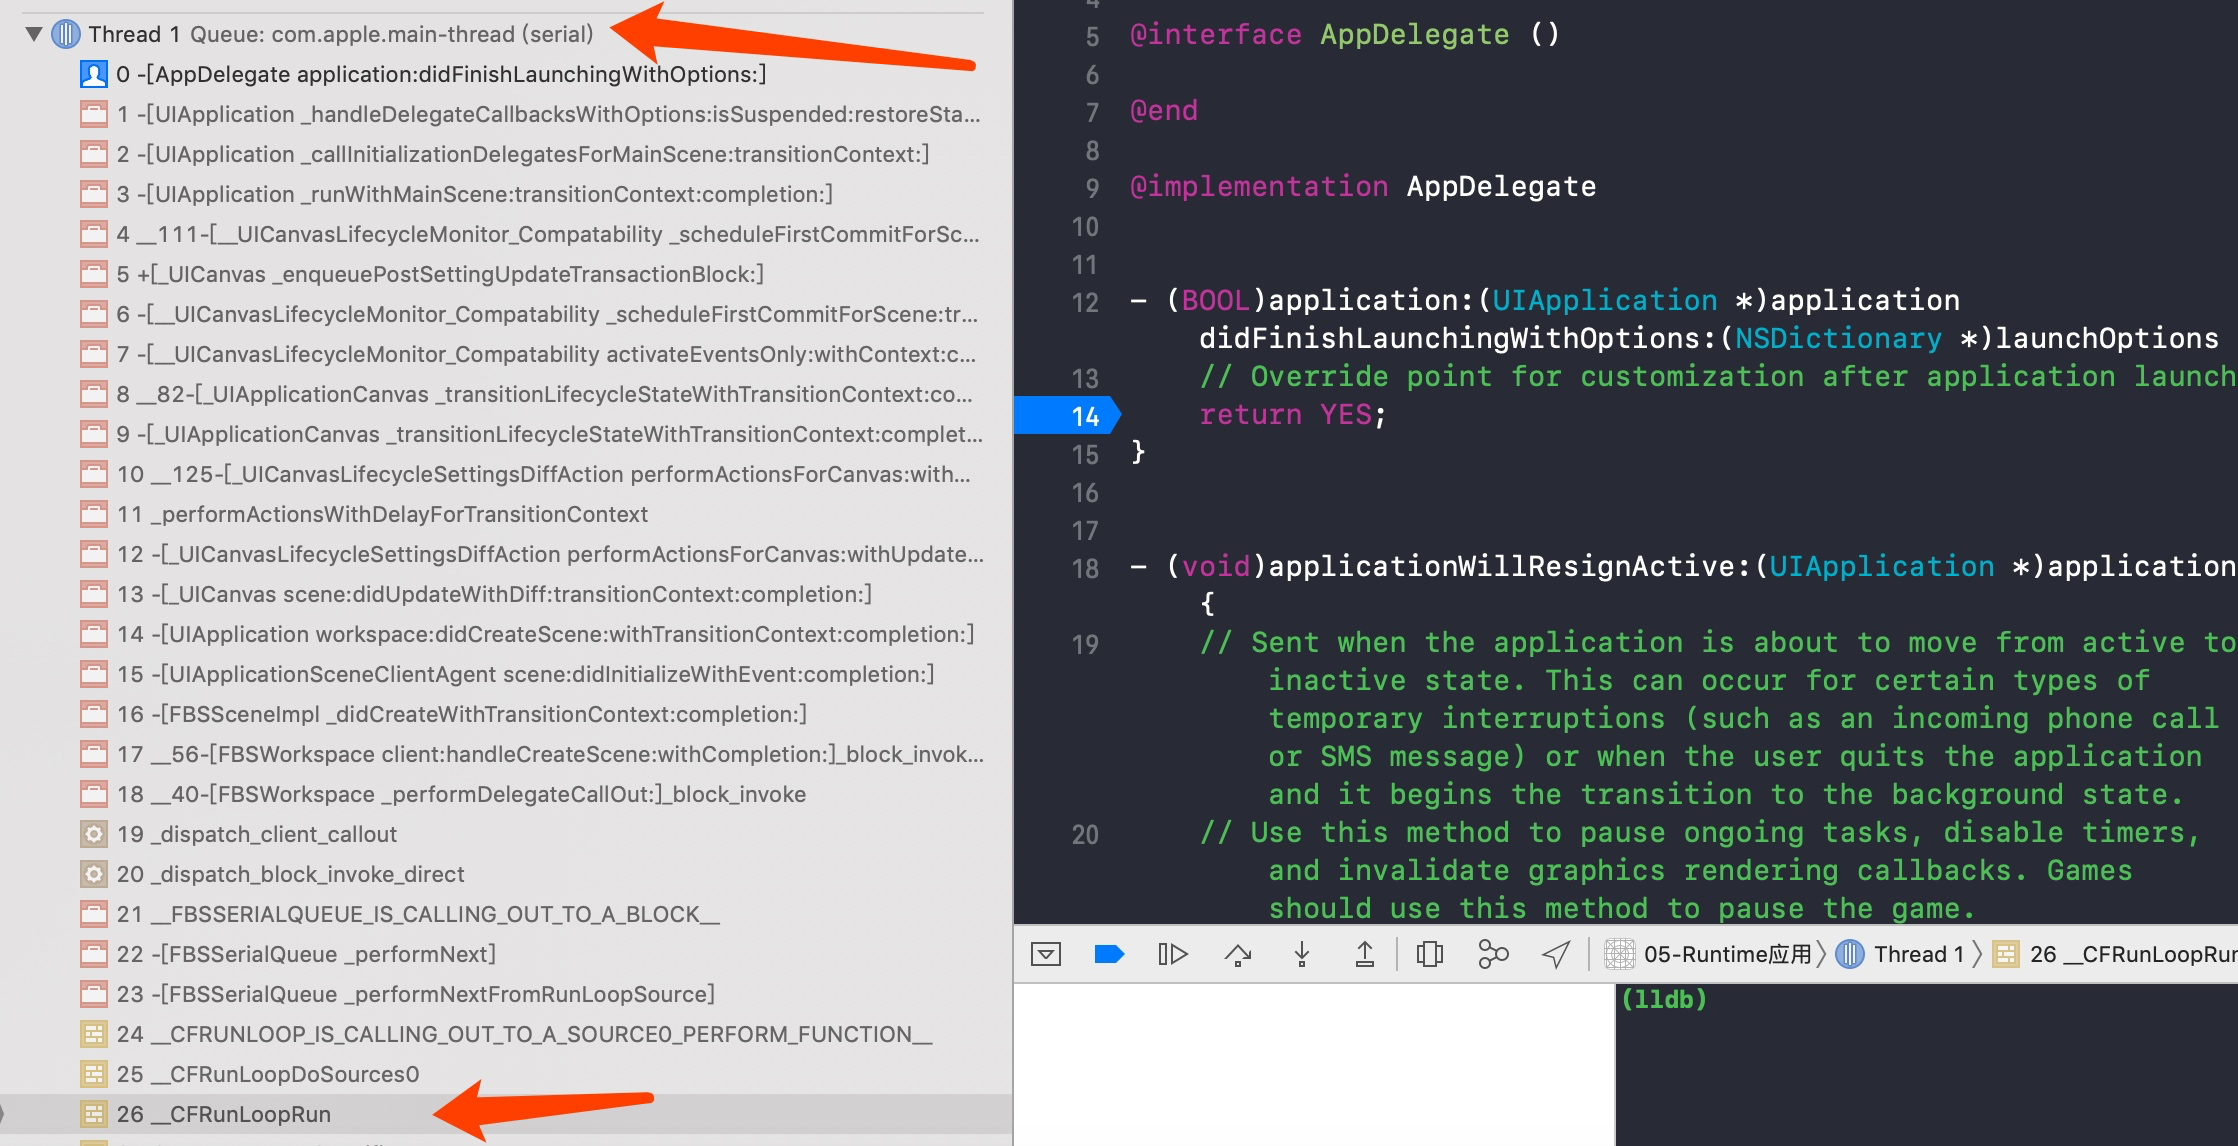 Thread 1 Queue: com.apple.main-thread (serial)
0 -[AppDelegate application:didFinishLaunchingWithOptions:]
1 -[UIApplication _handleDelegateCallbacksWithOptions:isSuspended:restoreSta...
2 -[UIApplication _callInitializationDelegatesForMainScene:transitionContext:]
3 -[UIApplication _runWithMainScene:transitionContext:completion:]
4 __111-[__UICanvasLifecycleMonitor_Compatability _scheduleFirstCommitForSc...
5 +[_UICanvas _enqueuePostSettingUpdateTransactionBlock:]
6 -[__UICanvasLifecycleMonitor_Compatability _scheduleFirstCommitForScene:tr...
7 -[__UICanvasLifecycleMonitor_Compatability activateEventsOnly:withContext:c...
8 __82-[_UIApplicationCanvas _transitionLifecycleStateWithTransitionContext:co...
9 -[_UIApplicationCanvas _transitionLifecycleStateWithTransitionContext:complet...
10 __125-[_UICanvasLifecycleSettingsDiffAction performActionsForCanvas:with...
11 _performActionsWithDelayForTransitionContext
12 -[_UICanvasLifecycleSettingsDiffAction performActionsForCanvas:withUpdate...
13 -[_UICanvas scene:didUpdateWithDiff:transitionContext:completion:]
14 -[UIApplication workspace:didCreateScene:withTransitionContext:completion:]
15 -[UIApplicationSceneClientAgent scene:didInitializeWithEvent:completion:]
16 -[FBSSceneImpl _didCreateWithTransitionContext:completion:]
17 __56-[FBSWorkspace client:handleCreateScene:withCompletion:]_block_invok...
18 __40-[FBSWorkspace _performDelegateCallOut:]_block_invoke
19 _dispatch_client_callout
20 _dispatch_block_invoke_direct
21 __FBSSERIALQUEUE_IS_CALLING_OUT_TO_A_BLOCK__
22 -[FBSSerialQueue _performNext]
23 -[FBSSerialQueue _performNextFromRunLoopSource]
24 __CFRUNLOOP_IS_CALLING_OUT_TO_A_SOURCE0_PERFORM_FUNCTION__
25 __CFRunLoopDoSources0
26 __CFRunLoopRun
5 @interface AppDelegate ()
6
7 @end
8
9 @implementation AppDelegate
10
11
12 - (BOOL)application:(UIApplication *)application
didFinishLaunchingWithOptions:(NSDictionary *)launchOptions
13 // Override point for customization after application launch
14 return YES;
15 }
16
17
18 - (void)applicationWillResignActive:(UIApplication *)application
{
19 // Sent when the application is about to move from active to
inactive state. This can occur for certain types of
temporary interruptions (such as an incoming phone call
or SMS message) or when the user quits the application
and it begins the transition to the background state.
20 // Use this method to pause ongoing tasks, disable timers,
and invalidate graphics rendering callbacks. Games
should use this method to pause the game.
05-Runtime应用 〉 Thread 1 〉 26 __CFRunLoopRun
(lldb)